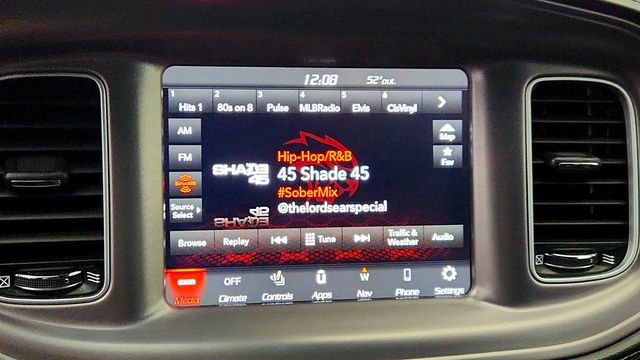 12:08 52°out.
1 2 3 4 5 6
Hits 1 80s on 8 Pulse MLBRadio Elvis ClsVinyl
AM
Map
FM
Hip-Hop/R&B
Fav
SHADE 45
45 Shade 45
SiriusXM
#SoberMix
Source Select
@thelordsearspecial
Browse Replay Tune Traffic & Weather Audio
OFF W
Media Climate Controls Apps Nav Phone Settings